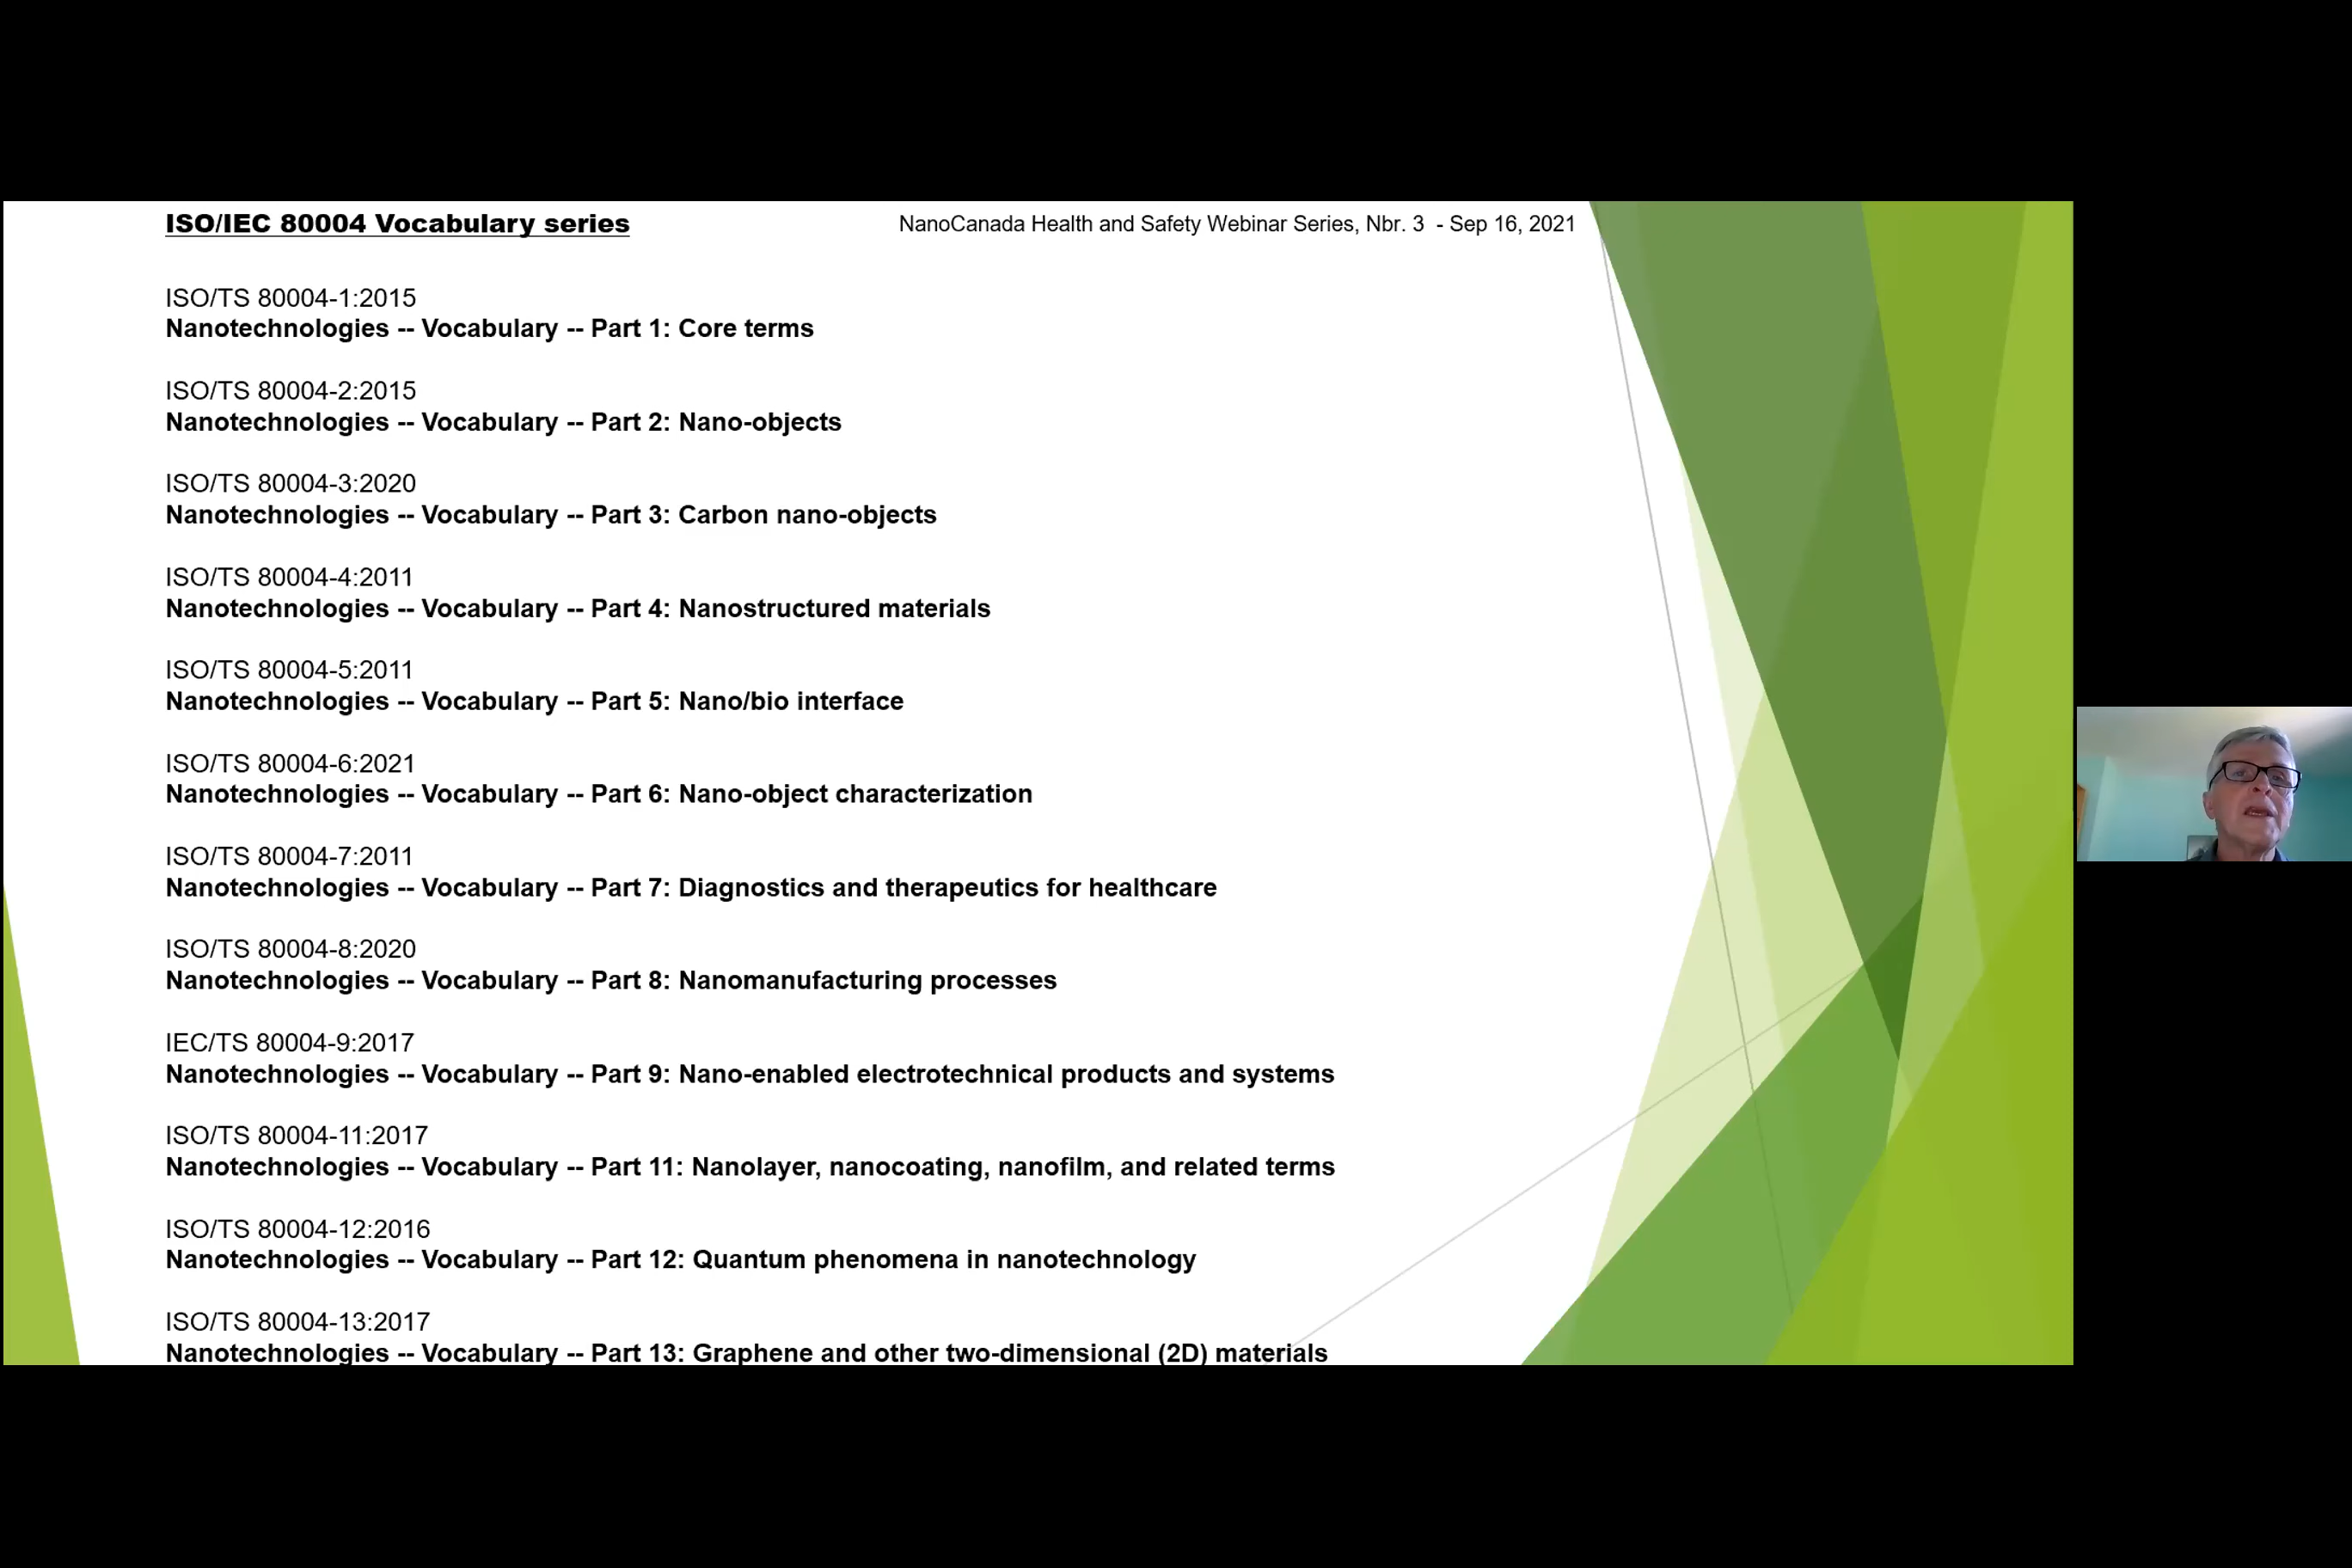 ISO/IEC 80004 Vocabulary series
NanoCanada Health and Safety Webinar Series, Nbr. 3 - Sep 16, 2021
ISO/TS 80004-1:2015
Nanotechnologies -- Vocabulary -- Part 1: Core terms
ISO/TS 80004-2:2015
Nanotechnologies -- Vocabulary -- Part 2: Nano-objects
ISO/TS 80004-3:2020
Nanotechnologies -- Vocabulary -- Part 3: Carbon nano-objects
ISO/TS 80004-4:2011
Nanotechnologies -- Vocabulary -- Part 4: Nanostructured materials
ISO/TS 80004-5:2011
Nanotechnologies -- Vocabulary -- Part 5: Nano/bio interface
ISO/TS 80004-6:2021
Nanotechnologies -- Vocabulary -- Part 6: Nano-object characterization
ISO/TS 80004-7:2011
Nanotechnologies -- Vocabulary -- Part 7: Diagnostics and therapeutics for healthcare
ISO/TS 80004-8:2020
Nanotechnologies -- Vocabulary -- Part 8: Nanomanufacturing processes
IEC/TS 80004-9:2017
Nanotechnologies -- Vocabulary -- Part 9: Nano-enabled electrotechnical products and systems
ISO/TS 80004-11:2017
Nanotechnologies -- Vocabulary -- Part 11: Nanolayer, nanocoating, nanofilm, and related terms
ISO/TS 80004-12:2016
Nanotechnologies -- Vocabulary -- Part 12: Quantum phenomena in nanotechnology
ISO/TS 80004-13:2017
Nanotechnologies -- Vocabulary -- Part 13: Graphene and other two-dimensional (2D) materials